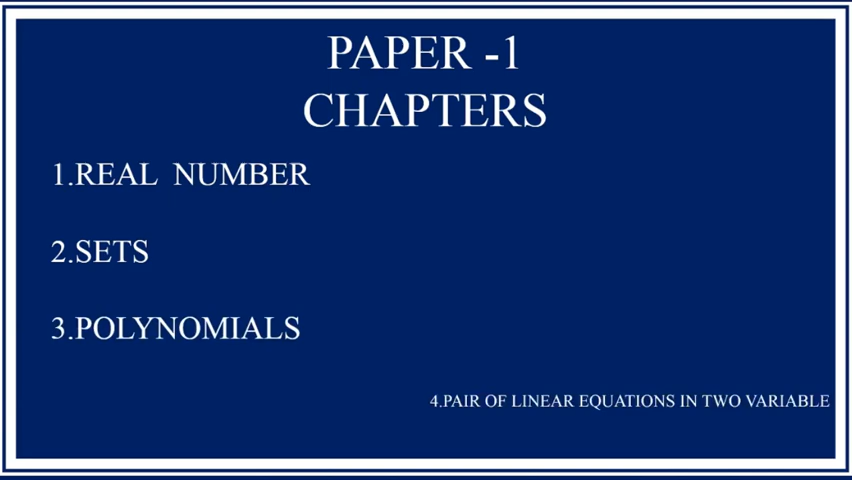 PAPER -1
CHAPTERS
1.REAL NUMBER
2.SETS
3.POLYNOMIALS
4.PAIR OF LINEAR EQUATIONS IN TWO VARIABLE